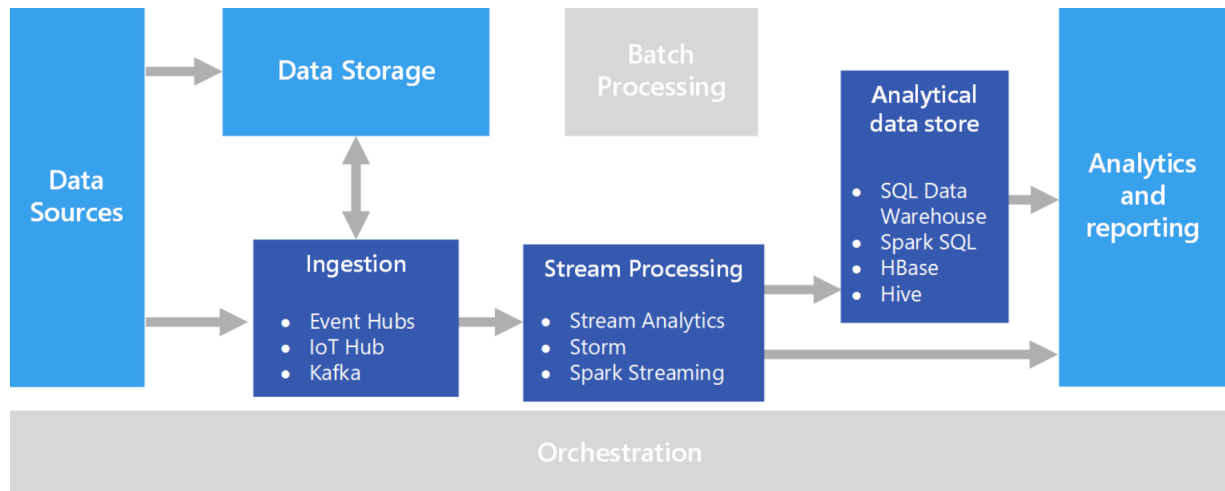 Data
Sources
Data Storage
Batch
Processing
Ingestion
• Event Hubs
• IoT Hub
• Kafka
Stream Processing
• Stream Analytics
• Storm
• Spark Streaming
Analytical
data store
• SQL Data
Warehouse
• Spark SQL
• HBase
• Hive
Analytics
and
reporting
Orchestration